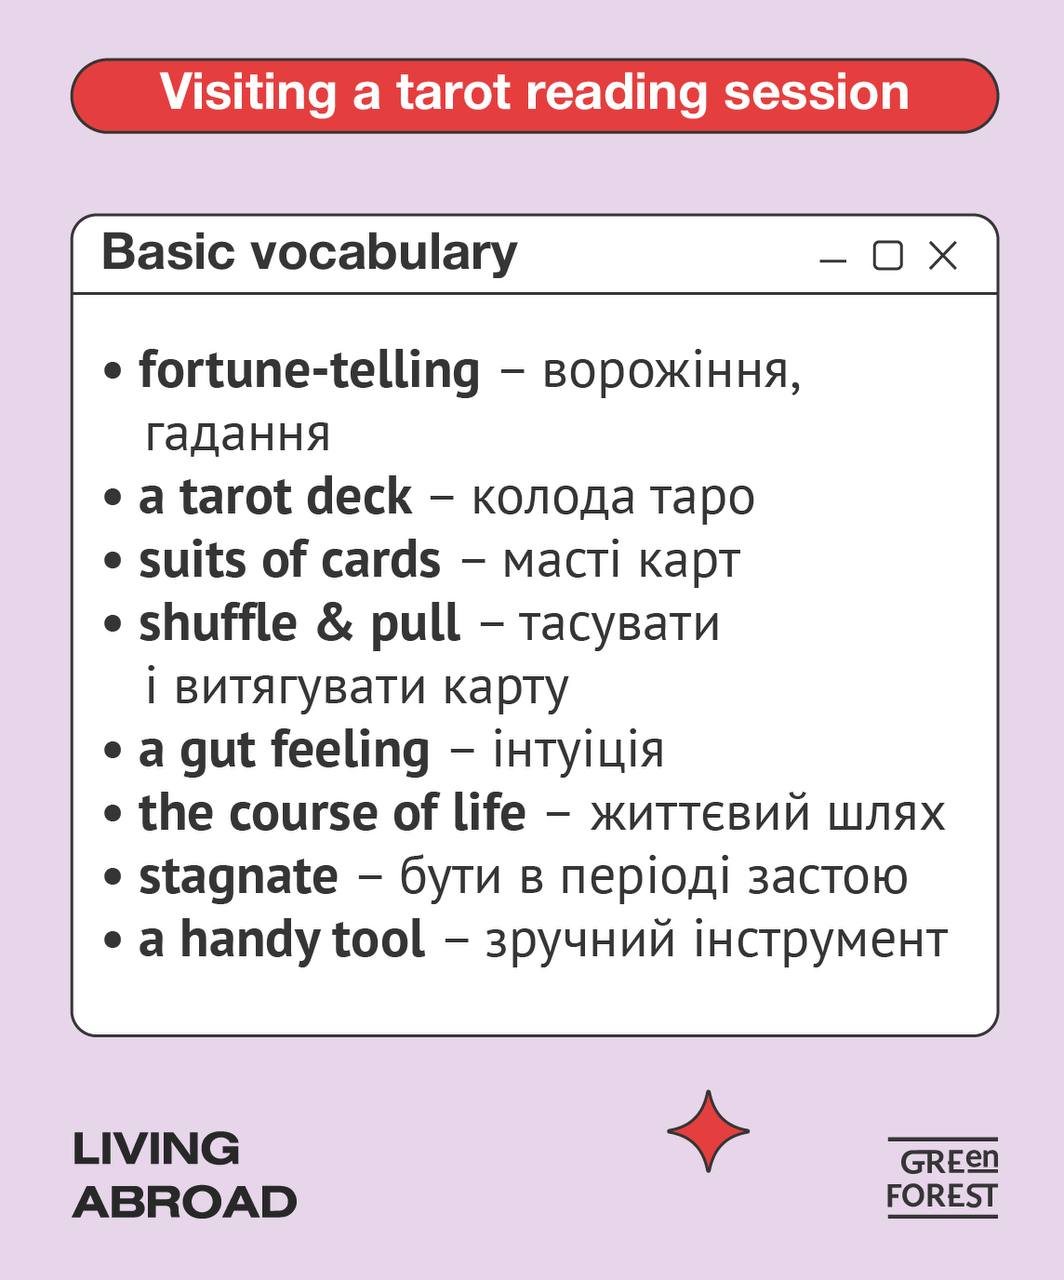 Visiting a tarot reading session
Basic vocabulary
• fortune-telling – ворожіння,
гадання
• a tarot deck – колода таро
• suits of cards – масті карт
• shuffle & pull – тасувати
і витягувати карту
• a gut feeling – інтуіція
• the course of life – життєвий шлях
• stagnate – бути в періоді застою
• a handy tool – зручний інструмент
LIVING
ABROAD
GREen
FOREST